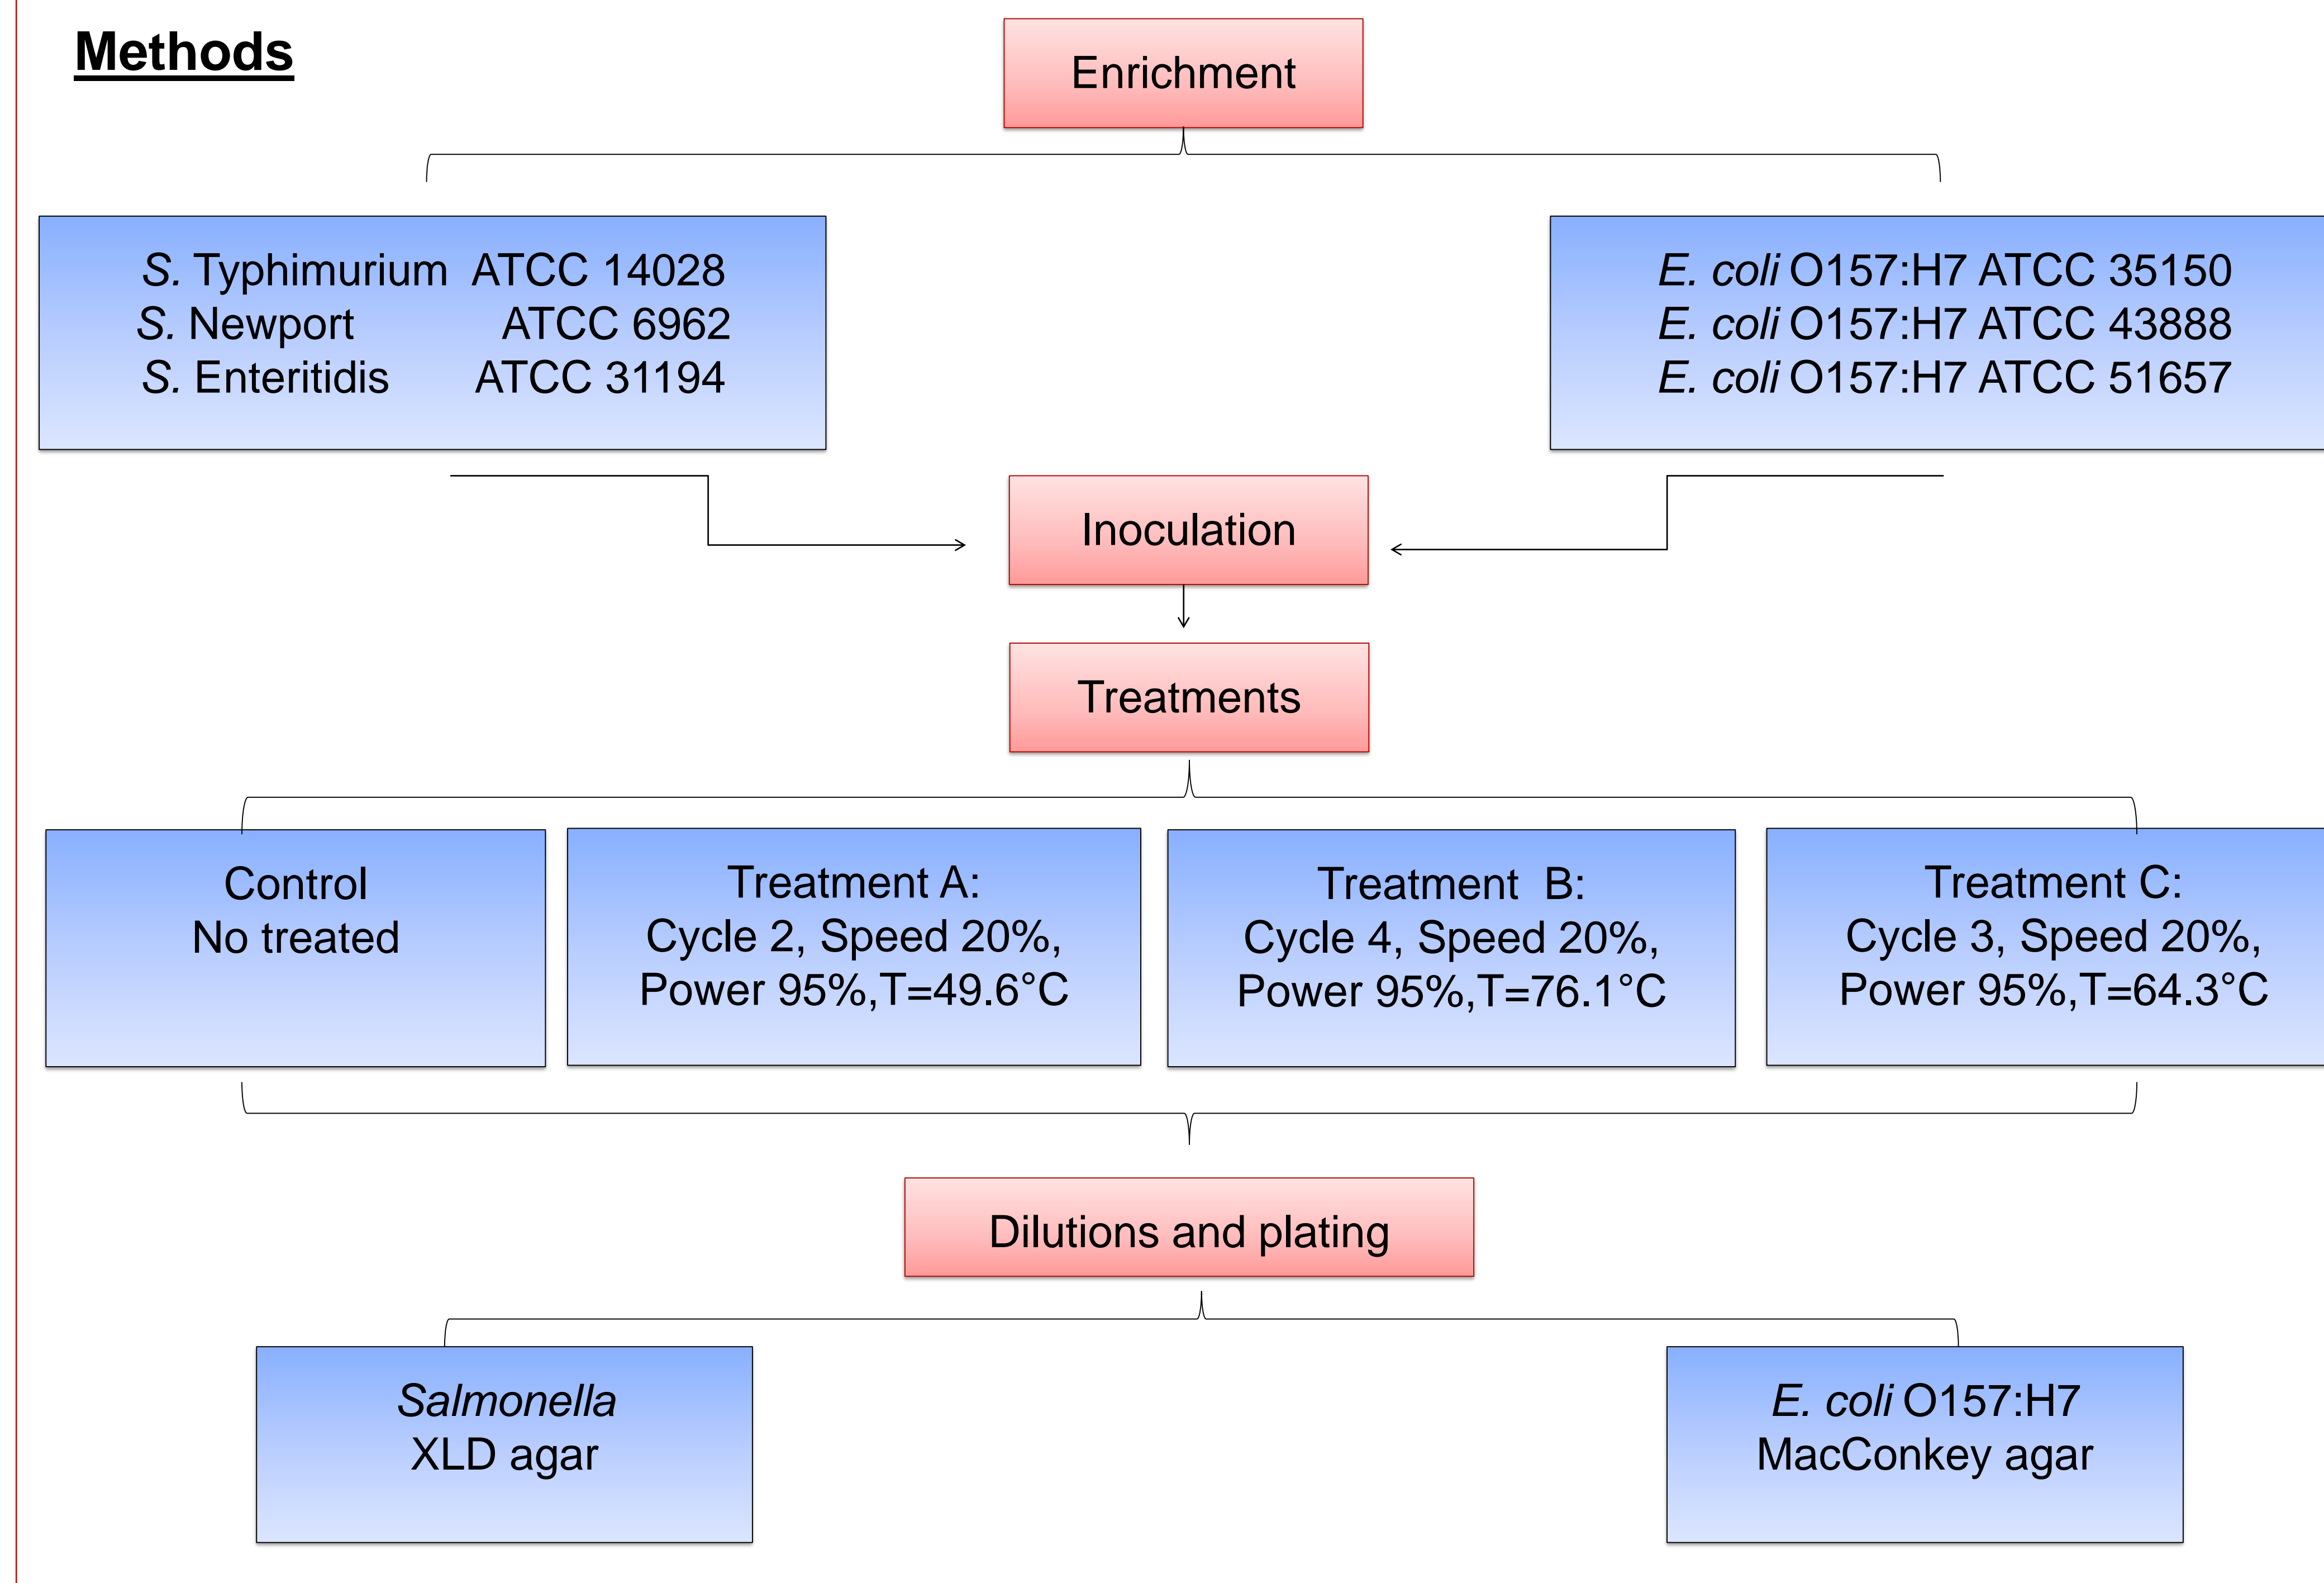 Methods
Enrichment
S. Typhimurium ATCC 14028
S. Newport ATCC 6962
S. Enteritidis ATCC 31194
E. coli O157:H7 ATCC 35150
E. coli O157:H7 ATCC 43888
E. coli O157:H7 ATCC 51657
Inoculation
Treatments
Control
No treated
Treatment A:
Cycle 2, Speed 20%,
Power 95%,T=49.6°C
Treatment B:
Cycle 4, Speed 20%,
Power 95%,T=76.1°C
Treatment C:
Cycle 3, Speed 20%,
Power 95%,T=64.3°C
Dilutions and plating
Salmonella
XLD agar
E. coli O157:H7
MacConkey agar